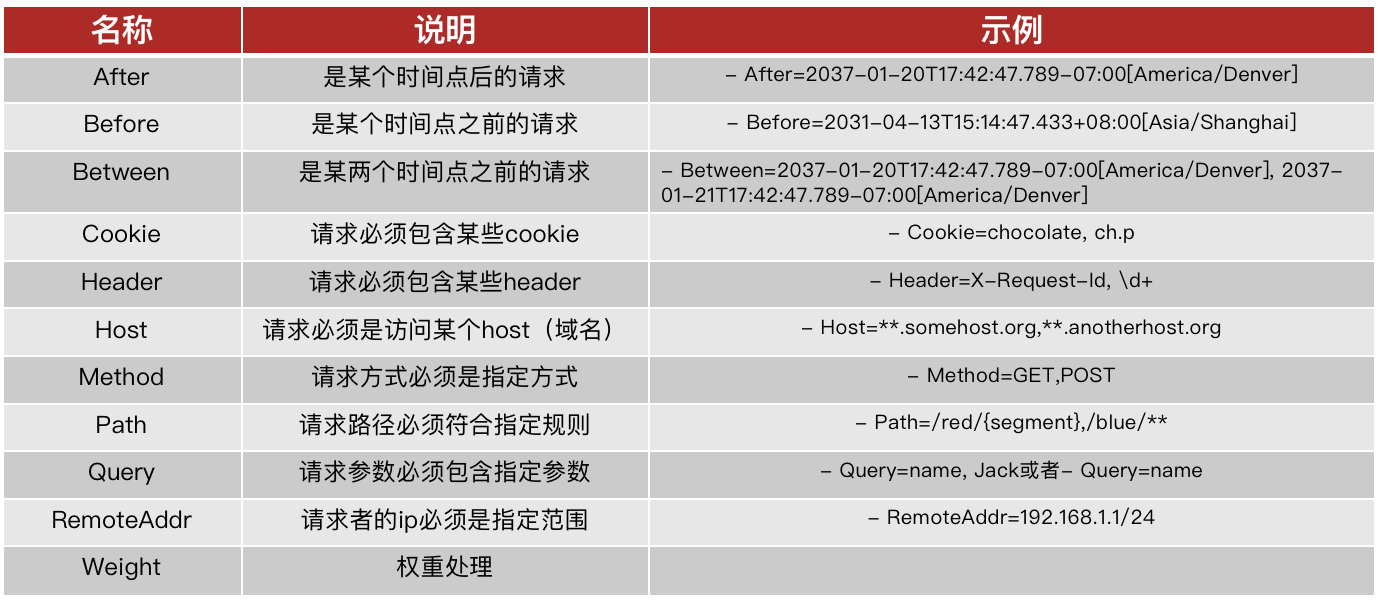 名称 说明 示例
After 是某个时间点后的请求 - After=2037-01-20T17:42:47.789-07:00[America/Denver]
Before 是某个时间点之前的请求 - Before=2031-04-13T15:14:47.433+08:00[Asia/Shanghai]
Between 是某两个时间点之前的请求 - Between=2037-01-20T17:42:47.789-07:00[America/Denver], 2037-
01-21T17:42:47.789-07:00[America/Denver]
Cookie 请求必须包含某些cookie - Cookie=chocolate, ch.p
Header 请求必须包含某些header - Header=X-Request-Id, \d+
Host 请求必须是访问某个host（域名） - Host=**.somehost.org,**.anotherhost.org
Method 请求方式必须是指定方式 - Method=GET,POST
Path 请求路径必须符合指定规则 - Path=/red/{segment},/blue/**
Query 请求参数必须包含指定参数 - Query=name, Jack或者- Query=name
RemoteAddr 请求者的ip必须是指定范围 - RemoteAddr=192.168.1.1/24
Weight 权重处理